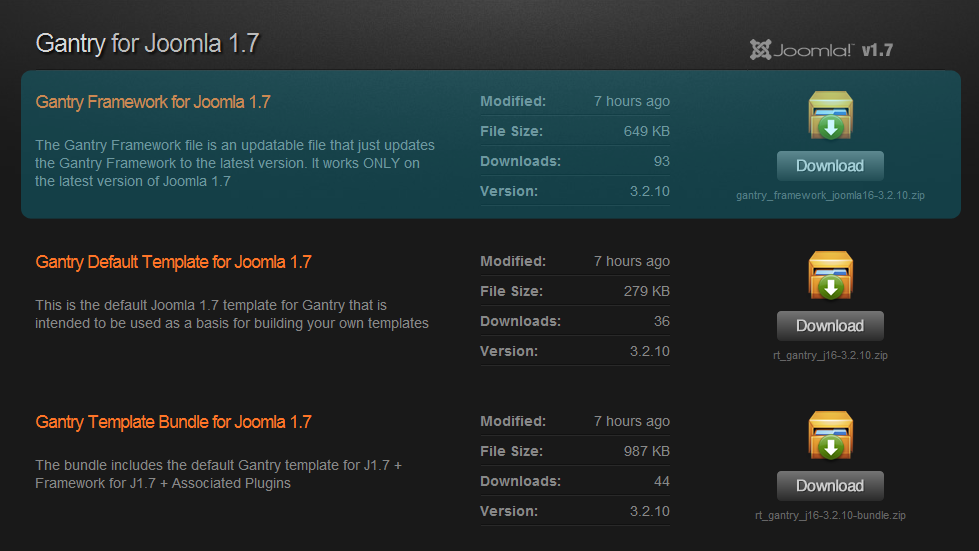 Gantry for Joomla 1.7
Joomla! v1.7
Gantry Framework for Joomla 1.7
The Gantry Framework file is an updatable file that just updates
the Gantry Framework to the latest version. It works ONLY on
the latest version of Joomla 1.7
Modified: 7 hours ago
File Size: 649 KB
Downloads: 93
Version: 3.2.10
Download
gantry_framework_joomla16-3.2.10.zip
Gantry Default Template for Joomla 1.7
This is the default Joomla 1.7 template for Gantry that is
intended to be used as a basis for building your own templates
Modified: 7 hours ago
File Size: 279 KB
Downloads: 36
Version: 3.2.10
Download
rt_gantry_j16-3.2.10.zip
Gantry Template Bundle for Joomla 1.7
The bundle includes the default Gantry template for J1.7 +
Framework for J1.7 + Associated Plugins
Modified: 7 hours ago
File Size: 987 KB
Downloads: 44
Version: 3.2.10
Download
rt_gantry_j16-3.2.10-bundle.zip